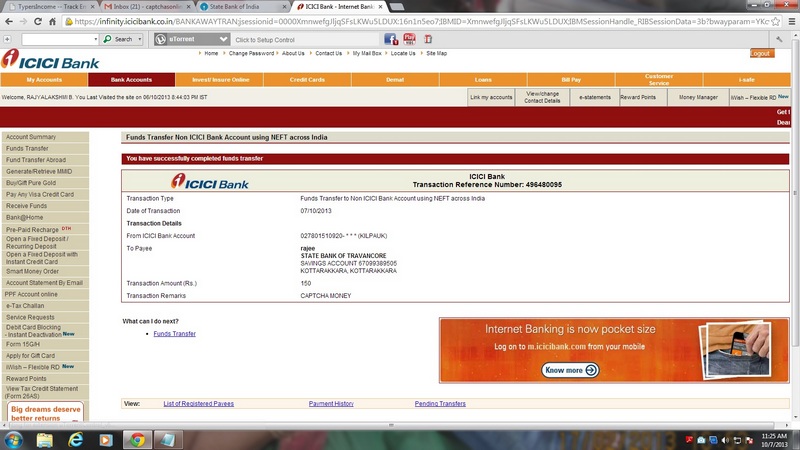 TypersIncome — Track Ea
Inbox (21) - captchasonlin
State Bank of India
ICICI Bank - Internet Bank
https://infinity.icicibank.co.in/BANKAWAYTRAN;jsessionid=0000XmnwefgJljqSFsLKWu5LDUX:16n1n5eo7;JBMID=XmnwefgJljqSFsLKWu5LDUX;JBMSessionHandle_RIBSessionData=3b?bwayparam=YKc
uTorrent
Click to Setup Control
ICICI Bank
Home
Change Password
About Us
Contact Us
My Mail Box
Locate Us
Site Map
Logout
My Accounts
Bank Accounts
Invest/ Insure Online
Credit Cards
Demat
Loans
Bill Pay
Customer Service
i-safe
Welcome, RAJYALAKSHMI B. You Last Visited the site on 06/10/2013 8:44:03 PM IST
Link my accounts
View/change Contact Details
e-statements
Reward Points
Money Manager
iWish – Flexible RD New
Get t
Dear
Account Summary
Funds Transfer
Funds Transfer Abroad
Generate/Retrieve MMID
Buy/Gift Pure Gold
Pay Any Visa Credit Card
Receive Funds
Bank@Home
Pre-Paid Recharge DTH
Open a Fixed Deposit /
Recurring Deposit
Open a Fixed Deposit with
Instant Credit Card
Smart Money Order
Account Statement By Email
PPF Account online
e-Tax Challan
Service Requests
Debit Card Blocking
- Instant Deactivation New
Form 15G/H
Apply for Gift Card
iWish – Flexible RD New
Reward Points
View Tax Credit Statement
(Form 26AS)
Big dreams deserve
better returns
Funds Transfer Non ICICI Bank Account using NEFT across India
You have successfully completed funds transfer
ICICI Bank
ICICI Bank
Transaction Reference Number: 496480095
Transaction Type Funds Transfer to Non ICICI Bank Account using NEFT across India
Date of Transaction 07/10/2013
Transaction Details
From ICICI Bank Account 027801510920- * * * (KILPAUK)
To Payee rajee
STATE BANK OF TRAVANCORE
SAVINGS ACCOUNT 67099389505
KOTTARAKKARA, KOTTARAKKARA
Transaction Amount (Rs.) 150
Transaction Remarks CAPTCHA MONEY
What can I do next?
Funds Transfer
Internet Banking is now pocket size
Log on to m.icicibank.com from your mobile
Know more
View:
List of Registered Payees
Payment History
Pending Transfers
11:25 AM
10/7/2013